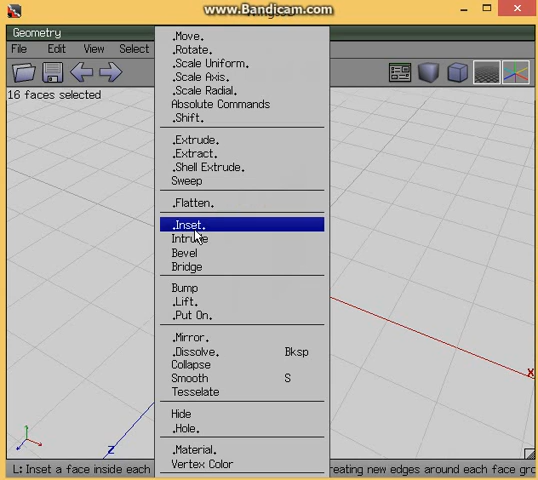 www.Bandicam.com
Geometry
File Edit View Select
16 faces selected
.Move.
.Rotate.
.Scale Uniform.
.Scale Axis.
.Scale Radial.
Absolute Commands
.Shift.
.Extrude.
.Extract.
.Shell Extrude.
Sweep
.Flatten.
.Inset.
Intrude
Bevel
Bridge
Bump
.Lift.
.Put On.
.Mirror.
.Dissolve. Bksp
Collapse
Smooth S
Tesselate
Hide
.Hole.
.Material.
Vertex Color
X
Z
L: Insert a face inside each reating new edges around each face gro